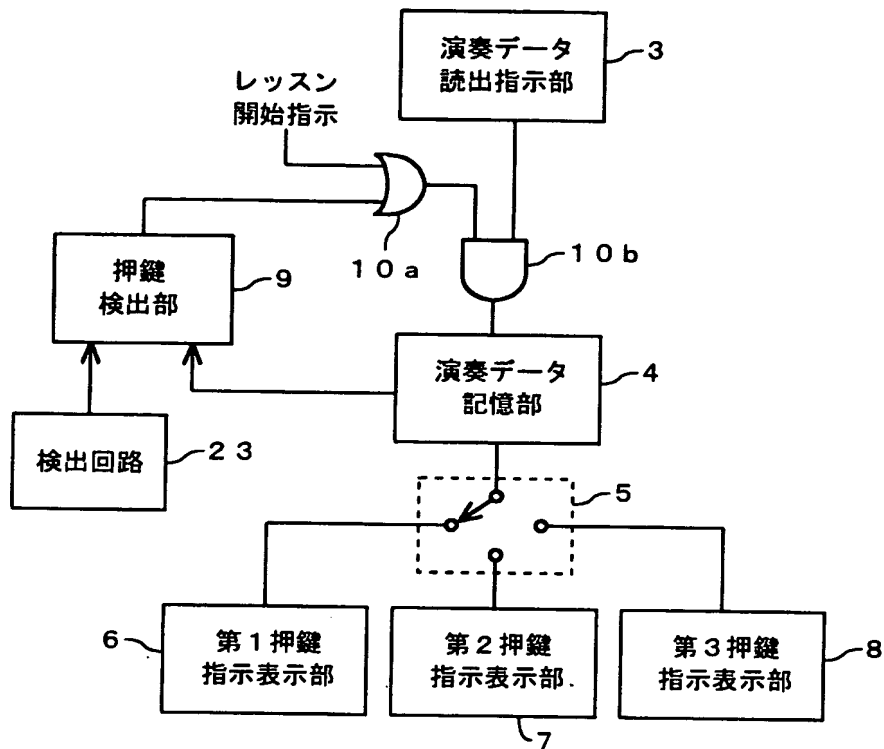 演奏データ
読出指示部
3
レッスン
開始指示
10a
10b
押鍵
検出部
9
演奏データ
記憶部
4
検出回路
23
5
6
第1押鍵
指示表示部
第2押鍵
指示表示部
7
第3押鍵
指示表示部
8